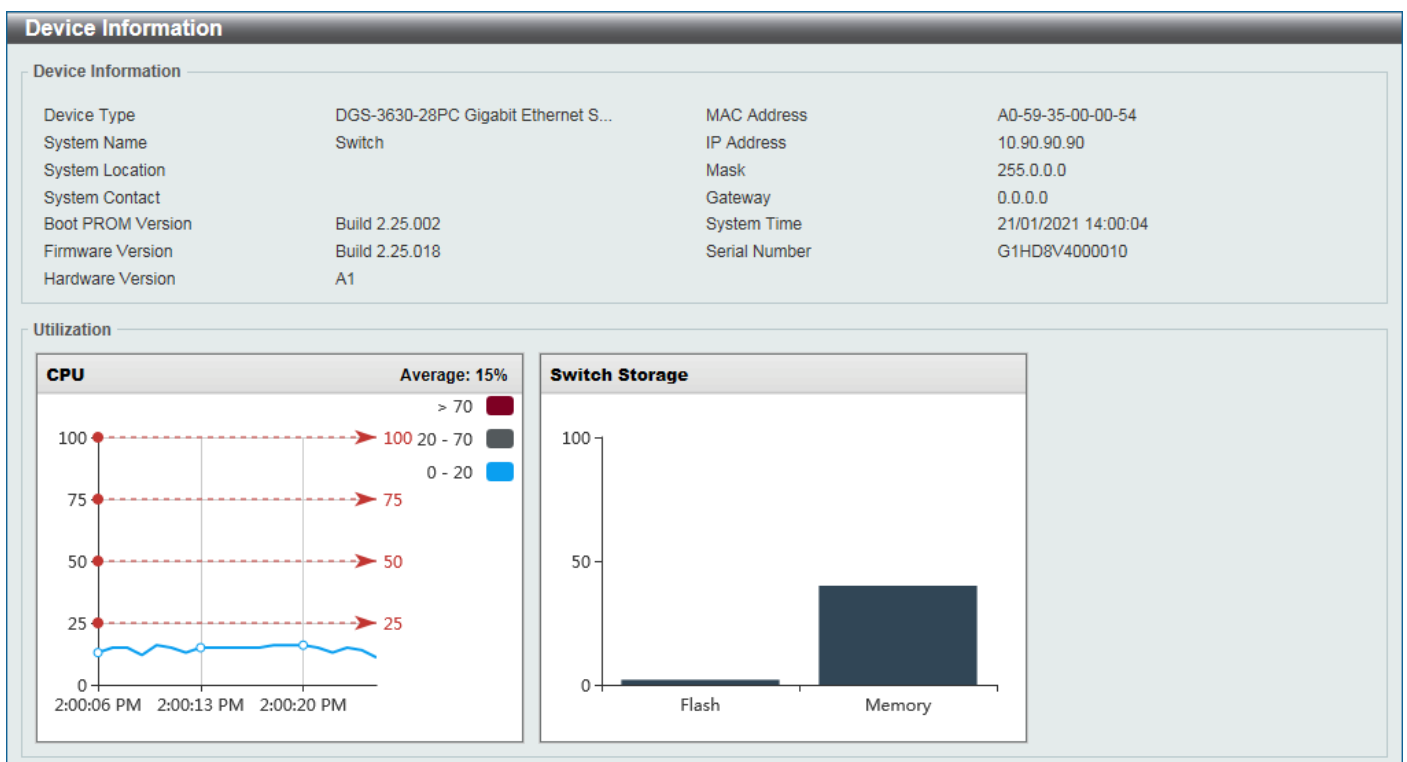 Device Information
Device Information
Device Type DGS-3630-28PC Gigabit Ethernet S... MAC Address A0-59-35-00-00-54
System Name Switch IP Address 10.90.90.90
System Location Mask 255.0.0.0
System Contact Gateway 0.0.0.0
Boot PROM Version Build 2.25.002 System Time 21/01/2021 14:00:04
Firmware Version Build 2.25.018 Serial Number G1HD8V4000010
Hardware Version A1
Utilization
CPU Average: 15%
> 70
100 100 20 - 70
0 - 20
75 75
50 50
25 25
0
2:00:06 PM 2:00:13 PM 2:00:20 PM
Switch Storage
100
50
0
Flash Memory